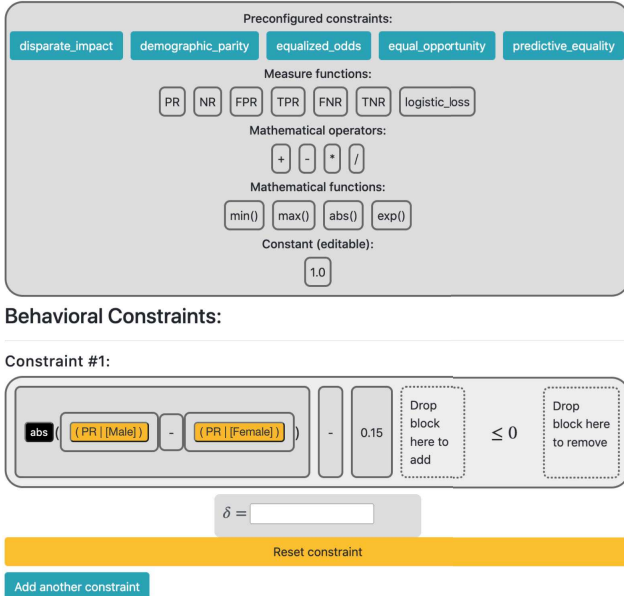 Preconfigured constraints:
disparate_impact demographic_parity equalized_odds equal_opportunity predictive_equality
Measure functions:
PR NR FPR TPR FNR TNR logistic_loss
Mathematical operators:
+ - * /
Mathematical functions:
min() max() abs() exp()
Constant (editable):
1.0
Behavioral Constraints:
Constraint #1:
abs ( ( PR | [Male] ) - ( PR | [Female] ) ) - 0.15
Drop
block
here to
add
≤ 0
Drop
block here
to remove
δ =
Reset constraint
Add another constraint